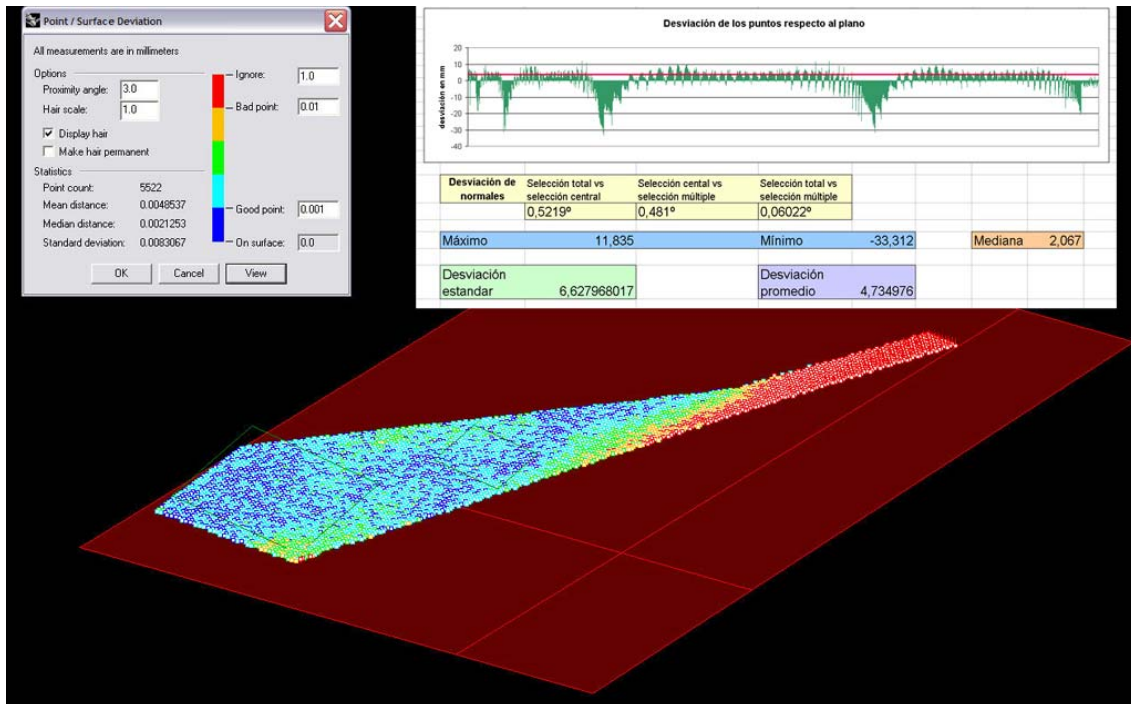 Point / Surface Deviation
All measurements are in millimeters
Options
Proximity angle: 3.0
Hair scale: 1.0
Display hair
Make hair permanent
Ignore: 1.0
Bad point: 0.01
Good point: 0.001
On surface: 0.0
Statistics
Point count: 5522
Mean distance: 0.0048537
Median distance: 0.0021253
Standard deviation: 0.0083067
OK Cancel View
Desviación de los puntos respecto al plano
desviación en mm
20
10
0
-10
-20
-30
-40
Desviación de normales
Selección total vs selección central
Selección cental vs selección múltiple
Selección total vs selección múltiple
0,5219º 0,481º 0,06022º
Máximo 11,835 Mínimo -33,312 Mediana 2,067
Desviación estandar 6,627968017
Desviación promedio 4,734976